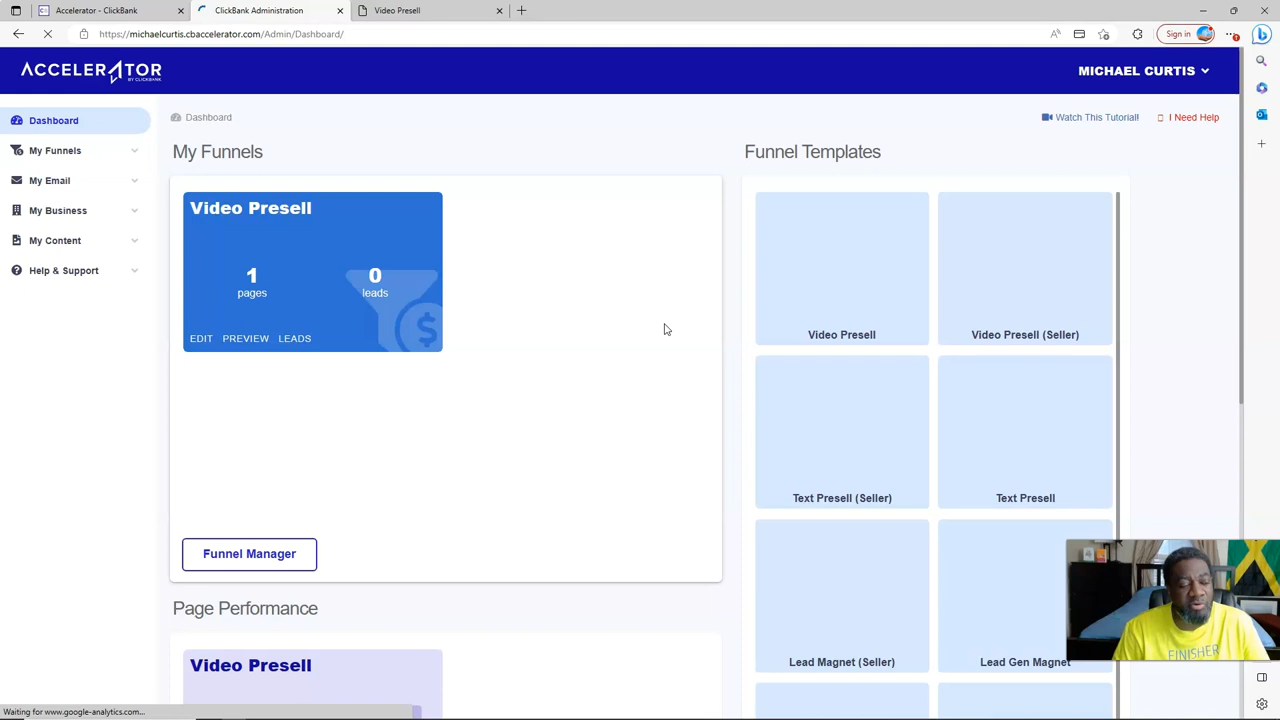 Accelerator - ClickBank
ClickBank Administration
Video Presell
https://michaelcurtis.cbaccelerator.com/Admin/Dashboard/
Sign in
ACCELERATOR
BY CLICKBANK
MICHAEL CURTIS
Dashboard
My Funnels
My Email
My Business
My Content
Help & Support
Dashboard
Watch This Tutorial!
I Need Help
My Funnels
Video Presell
1
0
pages
leads
EDIT
PREVIEW
LEADS
Funnel Manager
Page Performance
Video Presell
Funnel Templates
Video Presell
Video Presell (Seller)
Text Presell (Seller)
Text Presell
Lead Magnet (Seller)
Lead Gen Magnet
FINISHER
Waiting for www.google-analytics.com...